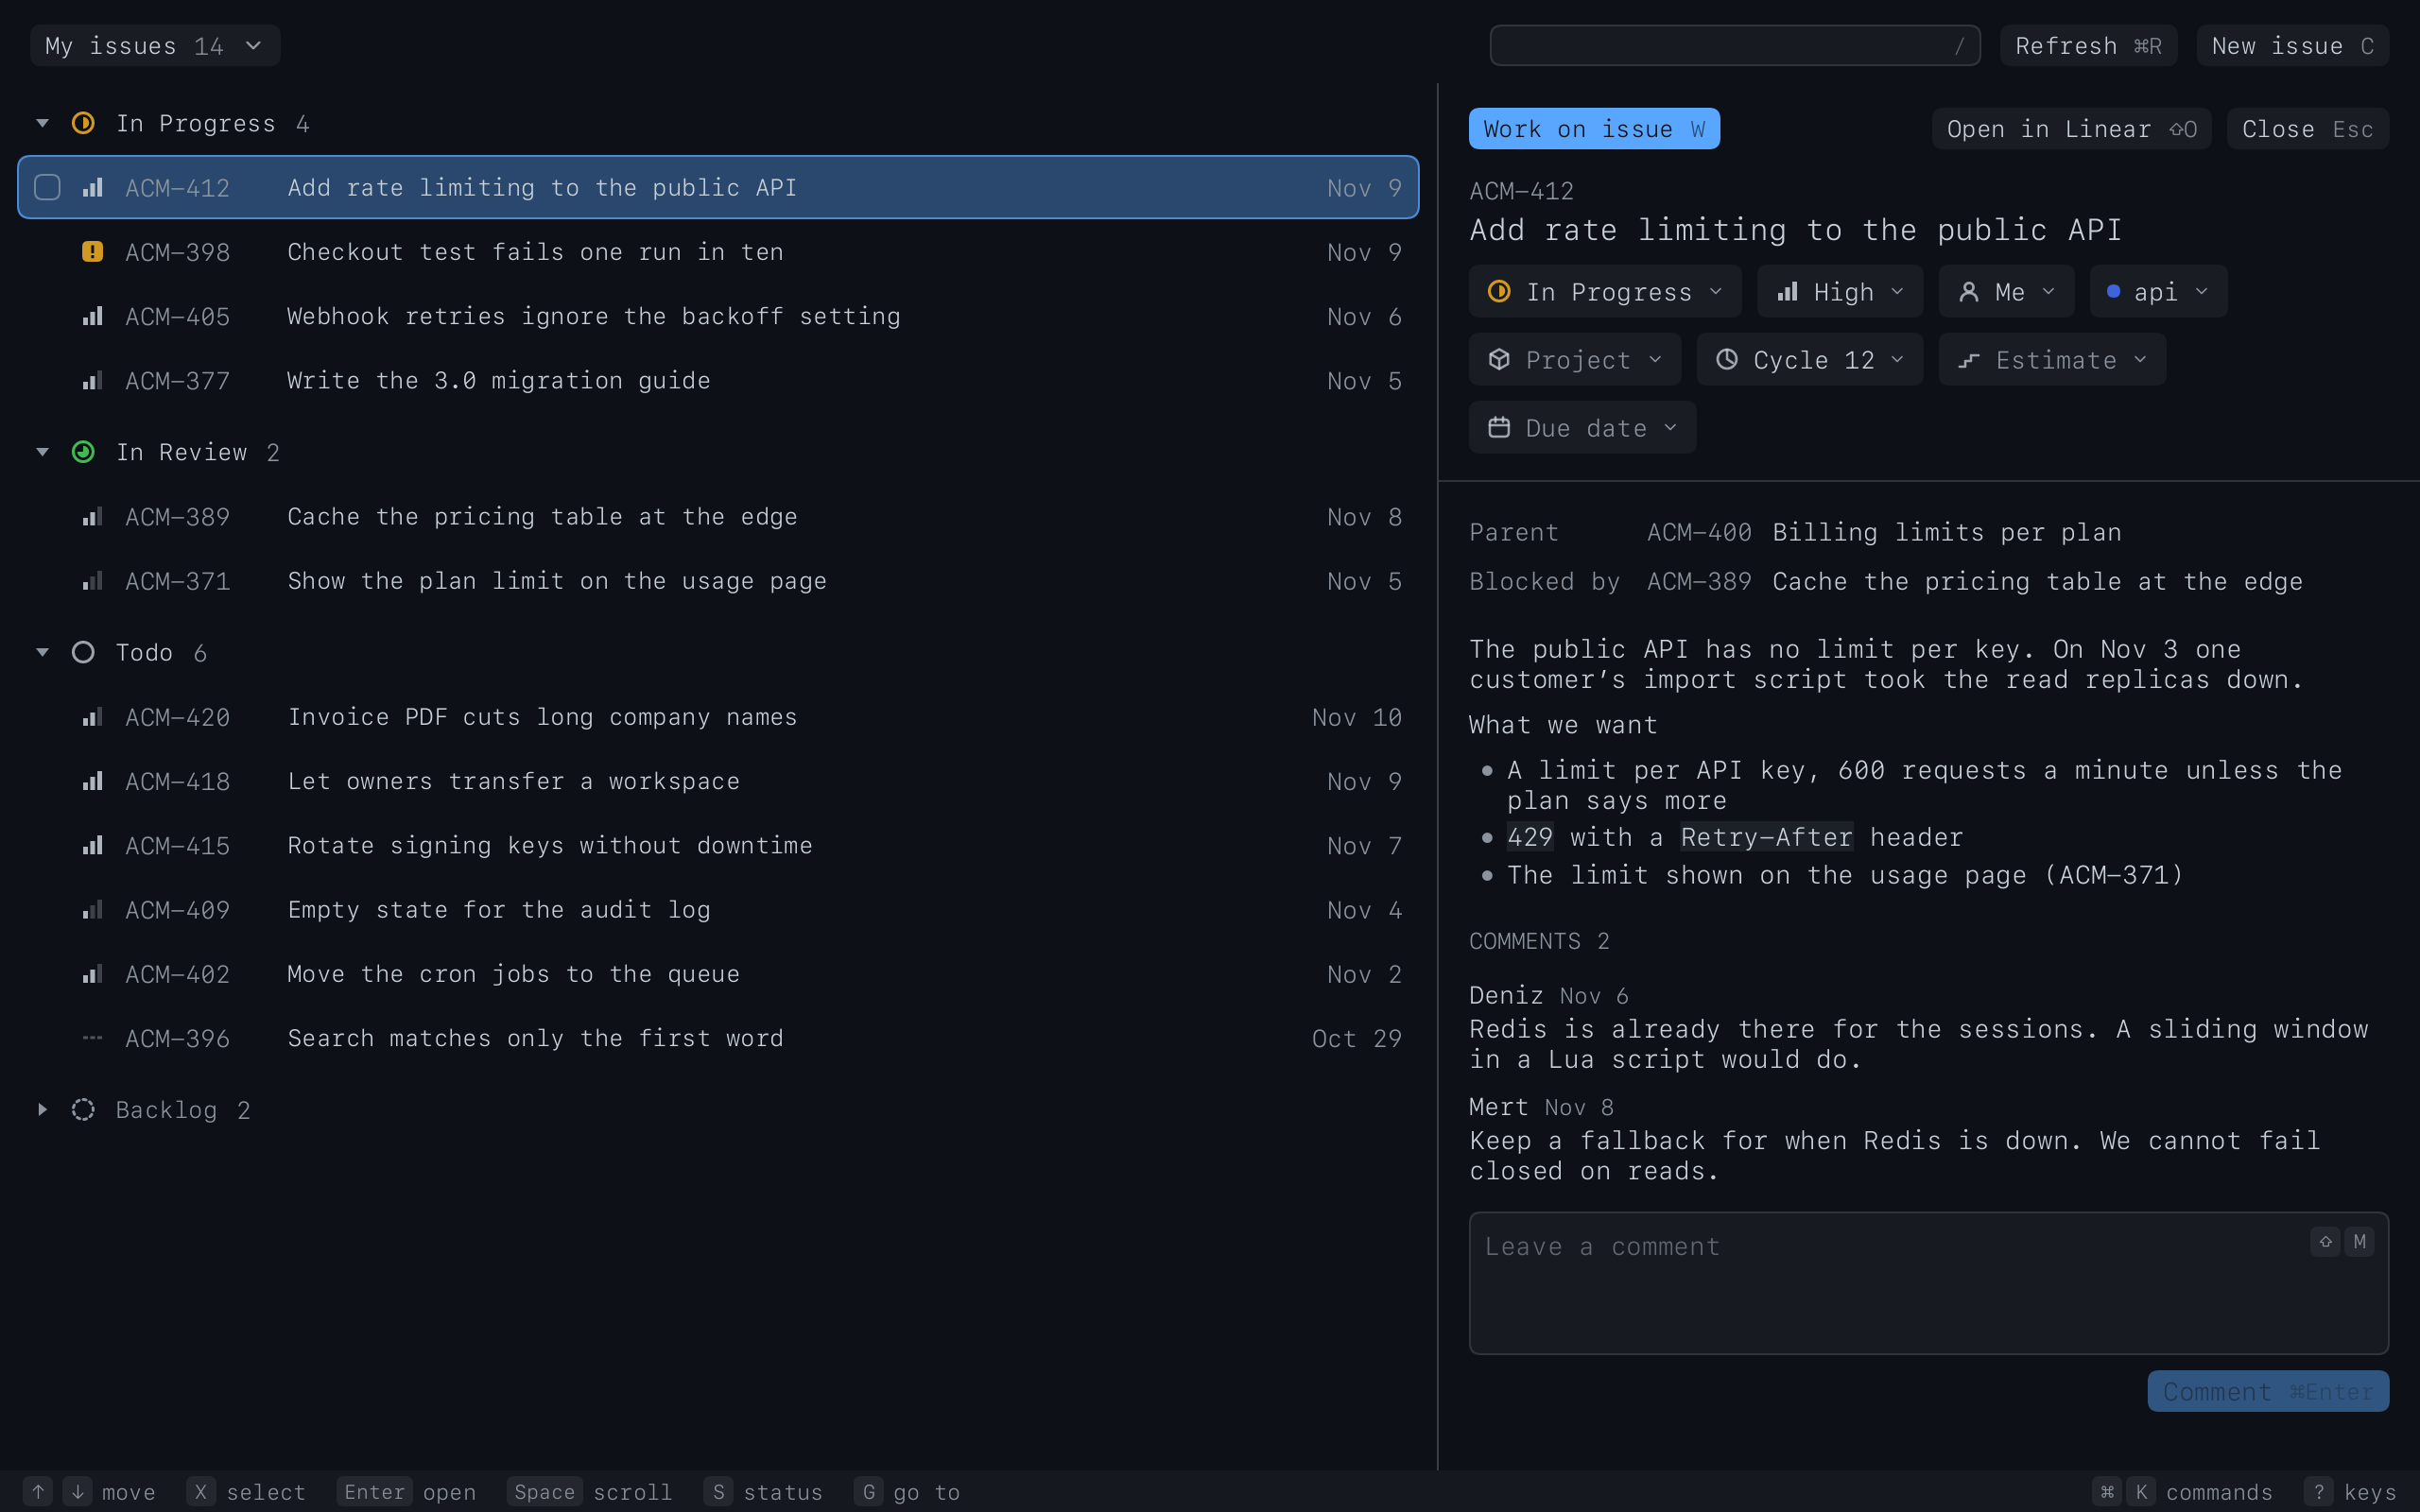 My issues 14
/
Refresh ⌘R
New issue C
In Progress 4
ACM-412 Add rate limiting to the public API Nov 9
ACM-398 Checkout test fails one run in ten Nov 9
ACM-405 Webhook retries ignore the backoff setting Nov 6
ACM-377 Write the 3.0 migration guide Nov 5
In Review 2
ACM-389 Cache the pricing table at the edge Nov 8
ACM-371 Show the plan limit on the usage page Nov 5
Todo 6
ACM-420 Invoice PDF cuts long company names Nov 10
ACM-418 Let owners transfer a workspace Nov 9
ACM-415 Rotate signing keys without downtime Nov 7
ACM-409 Empty state for the audit log Nov 4
ACM-402 Move the cron jobs to the queue Nov 2
ACM-396 Search matches only the first word Oct 29
Backlog 2
Work on issue W
Open in Linear ⇧O
Close Esc
ACM-412
Add rate limiting to the public API
In Progress High Me api
Project Cycle 12 Estimate
Due date
Parent ACM-400 Billing limits per plan
Blocked by ACM-389 Cache the pricing table at the edge
The public API has no limit per key. On Nov 3 one
customer’s import script took the read replicas down.
What we want
• A limit per API key, 600 requests a minute unless the
plan says more
• 429 with a Retry-After header
• The limit shown on the usage page (ACM-371)
COMMENTS 2
Deniz Nov 6
Redis is already there for the sessions. A sliding window
in a Lua script would do.
Mert Nov 8
Keep a fallback for when Redis is down. We cannot fail
closed on reads.
Leave a comment ⇧ M
Comment ⌘Enter
↑ ↓ move X select Enter open Space scroll S status G go to
⌘ K commands ? keys